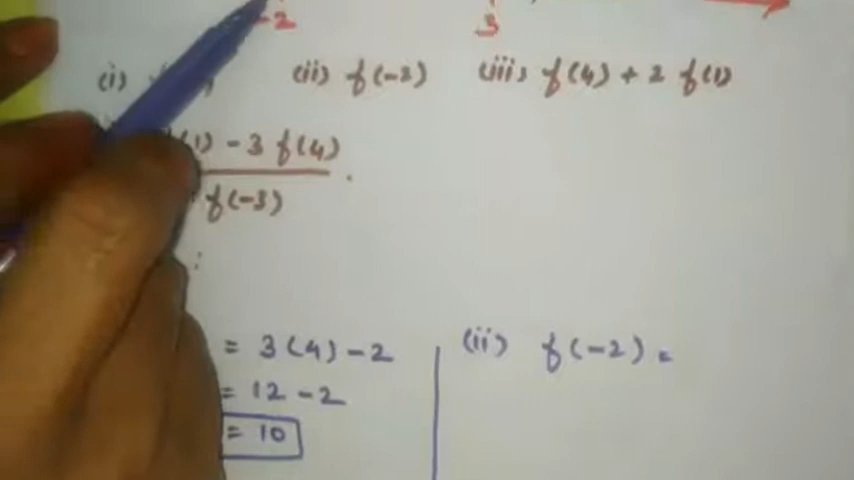 -2 3
(i) (ii) f(-2) (iii) f(4) + 2 f(1)
(1) - 3 f(4)
f(-3) .
:
= 3(4) - 2 (ii) f(-2) =
= 12 - 2
= 10